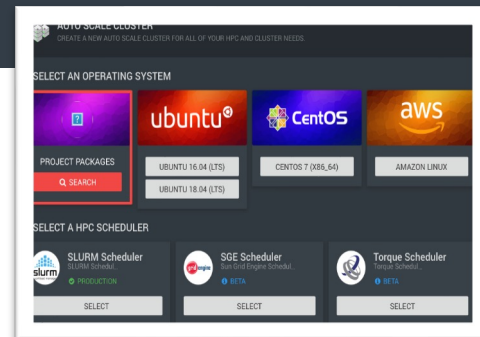 AUTO SCALE CLUSTER
CREATE A NEW AUTO SCALE CLUSTER FOR ALL OF YOUR HPC AND CLUSTER NEEDS.
SELECT AN OPERATING SYSTEM
?
ubuntu
CentOS
aws
PROJECT PACKAGES
SEARCH
UBUNTU 16.04 (LTS)
UBUNTU 18.04 (LTS)
CENTOS 7 (X86_64)
AMAZON LINUX
SELECT A HPC SCHEDULER
slurm
SLURM Scheduler
SLURM Schedul..
PRODUCTION
SELECT
grid engine
SGE Scheduler
Sun Grid Engine Schedul..
BETA
SELECT
Torque Scheduler
Torque Schedul..
BETA
SELECT